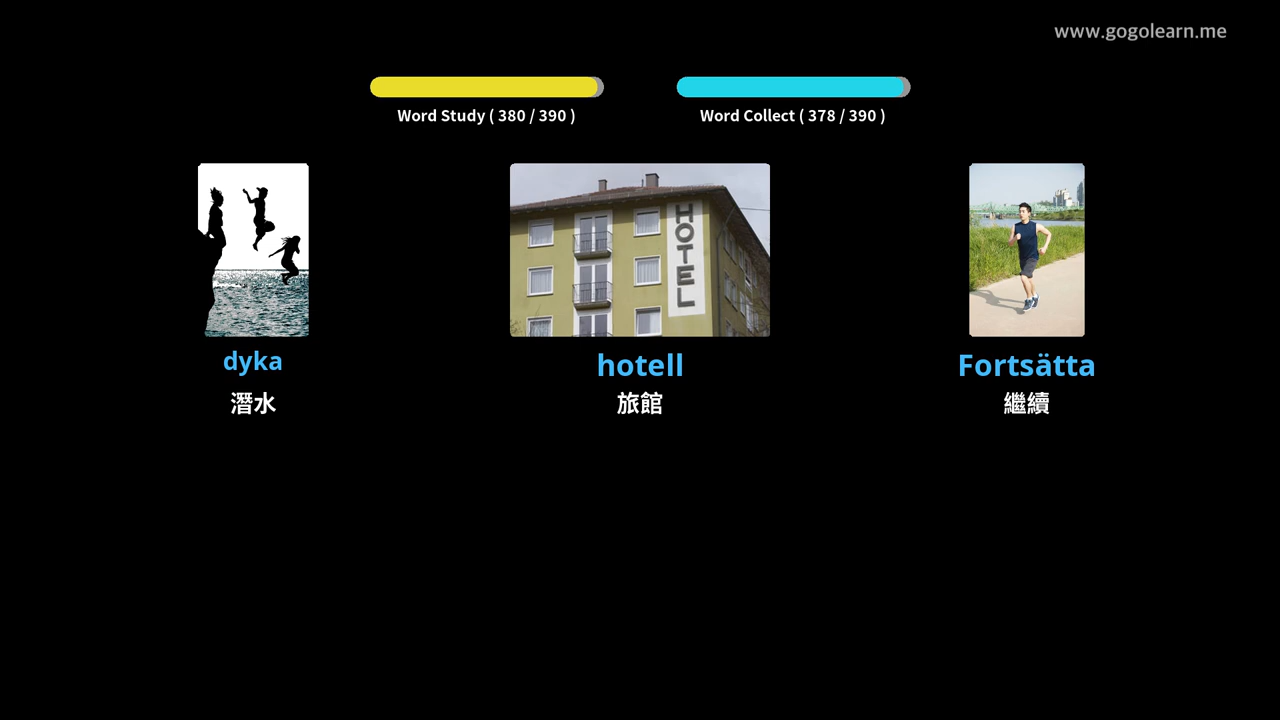 www.gogolearn.me
Word Study ( 380 / 390 )
Word Collect ( 378 / 390 )
HOTEL
dyka
hotell
Fortsätta
潛水
旅館
繼續